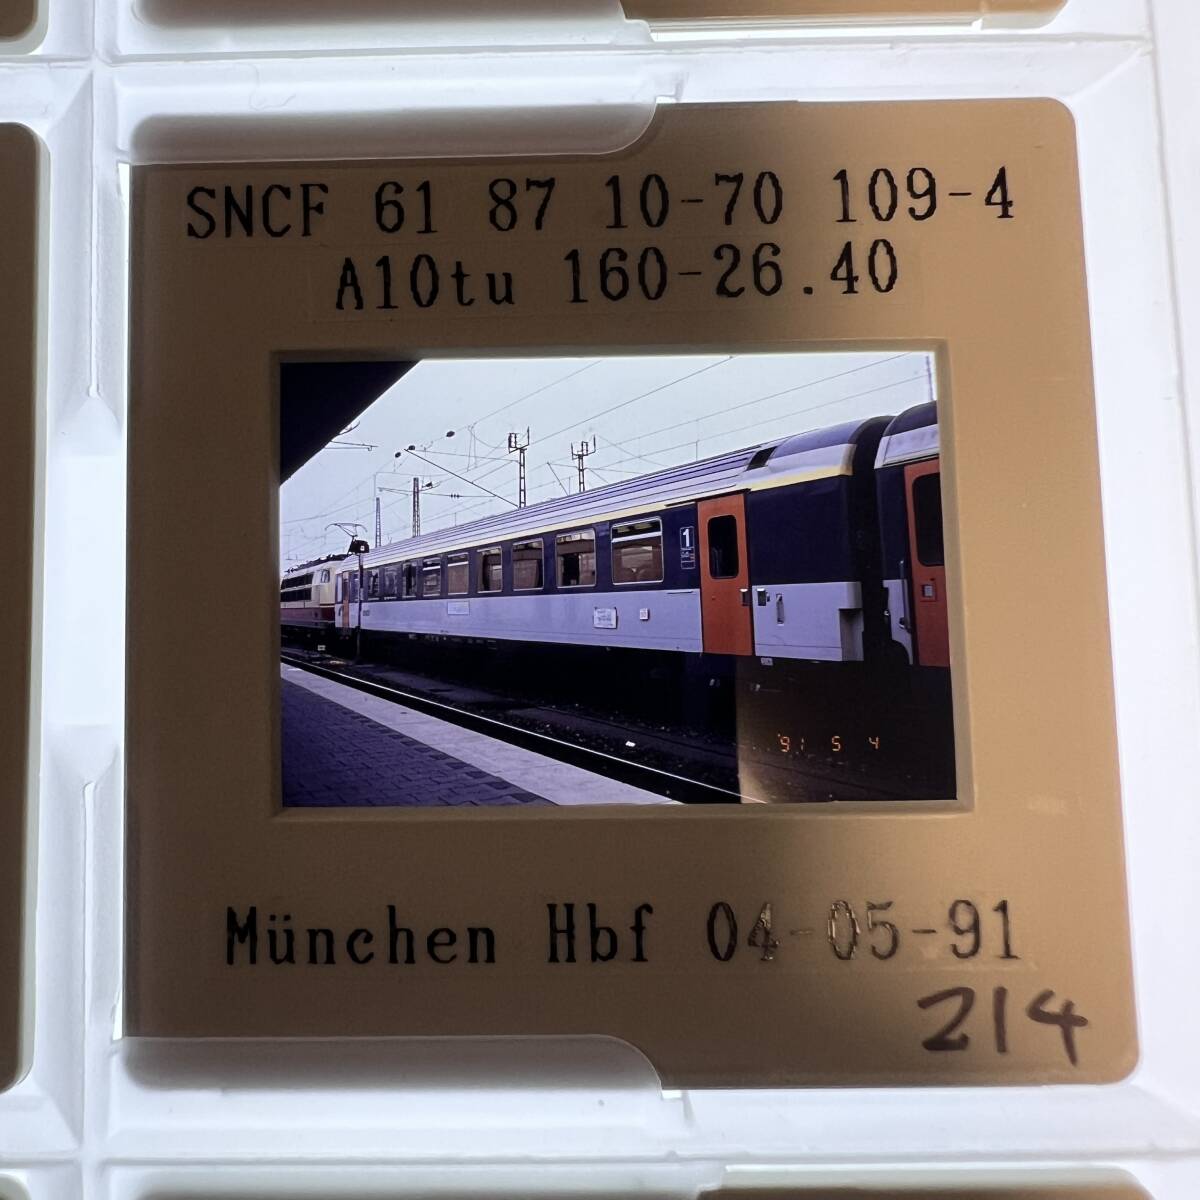 SNCF 61 87 10-70 109-4
A10tu 160-26.40
1
'91 5 4
München Hbf 04-05-91
214